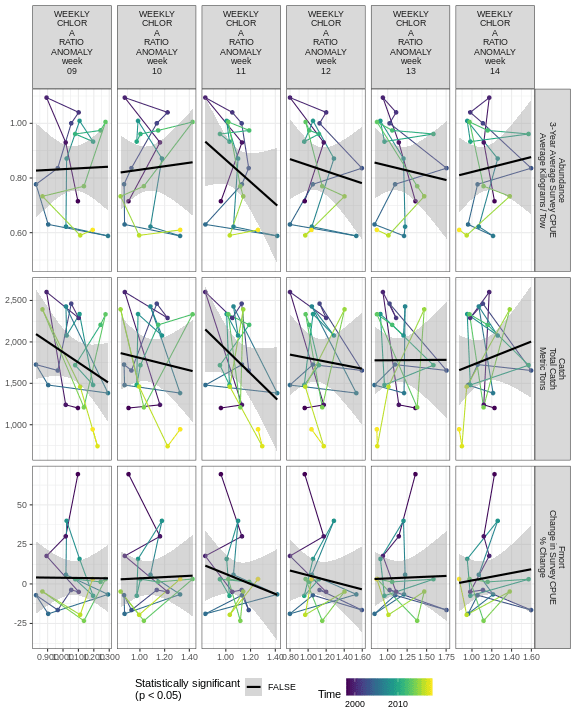 WEEKLY
CHLOR
A
RATIO
ANOMALY
week
09
WEEKLY
CHLOR
A
RATIO
ANOMALY
week
10
WEEKLY
CHLOR
A
RATIO
ANOMALY
week
11
WEEKLY
CHLOR
A
RATIO
ANOMALY
week
12
WEEKLY
CHLOR
A
RATIO
ANOMALY
week
13
WEEKLY
CHLOR
A
RATIO
ANOMALY
week
14
1.00
0.80
0.60
Abundance
3-Year Average Survey CPUE
Average Kilograms / Tow
2,500
2,000
1,500
1,000
Catch
Total Catch
Metric Tons
50
25
0
-25
Fmort
Change in Survey CPUE
% Change
1.00 1.20 1.40
1.00 1.20 1.40
0.80 1.00 1.20 1.40 1.60
1.00 1.25 1.50 1.75
1.00 1.20 1.40 1.60
Statistically significant
(p < 0.05)
FALSE
Time
2000 2010